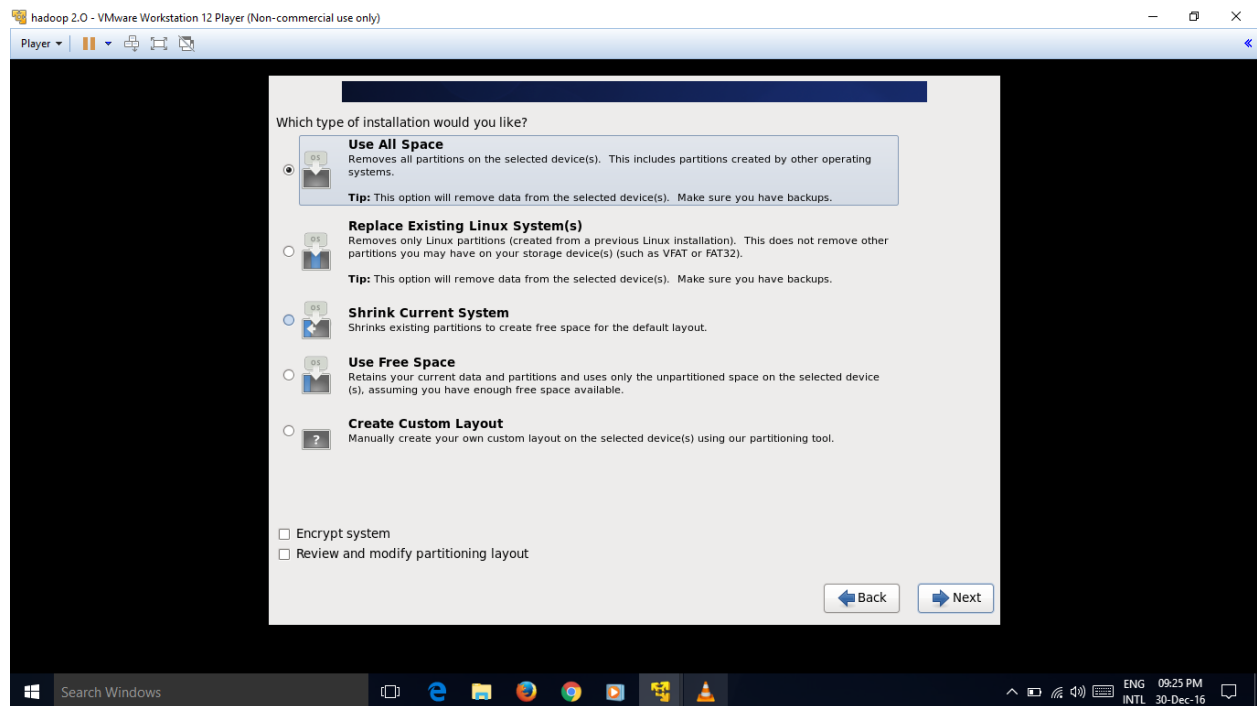 hadoop 2.O - VMware Workstation 12 Player (Non-commercial use only)
Player
Which type of installation would you like?
Use All Space
Removes all partitions on the selected device(s). This includes partitions created by other operating
systems.
Tip: This option will remove data from the selected device(s). Make sure you have backups.
Replace Existing Linux System(s)
Removes only Linux partitions (created from a previous Linux installation). This does not remove other
partitions you may have on your storage device(s) (such as VFAT or FAT32).
Tip: This option will remove data from the selected device(s). Make sure you have backups.
Shrink Current System
Shrinks existing partitions to create free space for the default layout.
Use Free Space
Retains your current data and partitions and uses only the unpartitioned space on the selected device
(s), assuming you have enough free space available.
Create Custom Layout
Manually create your own custom layout on the selected device(s) using our partitioning tool.
Encrypt system
Review and modify partitioning layout
Back
Next
Search Windows
ENG
INTL
09:25 PM
30-Dec-16